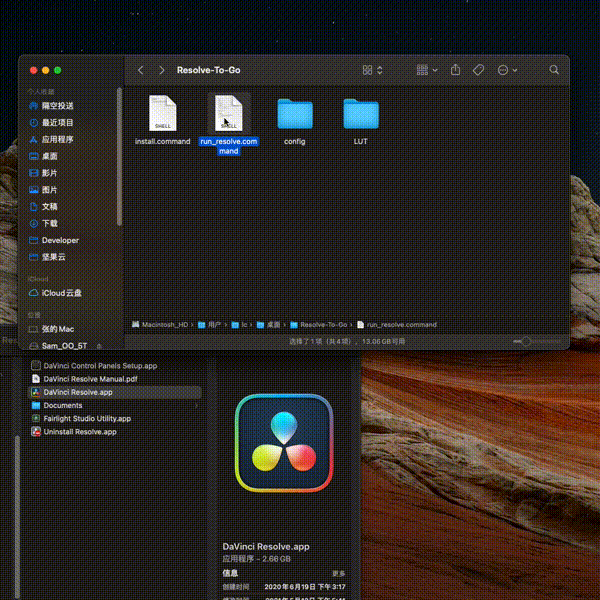 Resolve-To-Go
个人收藏
隔空投送
最近项目
应用程序
桌面
影片
图片
文稿
下载
Developer
坚果云
iCloud
iCloud 云盘
位置
张的 Mac
Sam_OO_5T
SHELL
install.command
SHELL
run_resolve.com
mand
config
LUT
Macintosh_HD › 用户 › lc › 桌面 › Resolve-To-Go › run_resolve.command
选择了 1 项（共 4 项），13.06 GB 可用
DaVinci Control Panels Setup.app
DaVinci Resolve Manual.pdf
DaVinci Resolve.app
Documents
Fairlight Studio Utility.app
Uninstall Resolve.app
DaVinci Resolve.app
应用程序 - 2.66 GB
信息 更多
创建时间 2020年6月19日 下午3:17